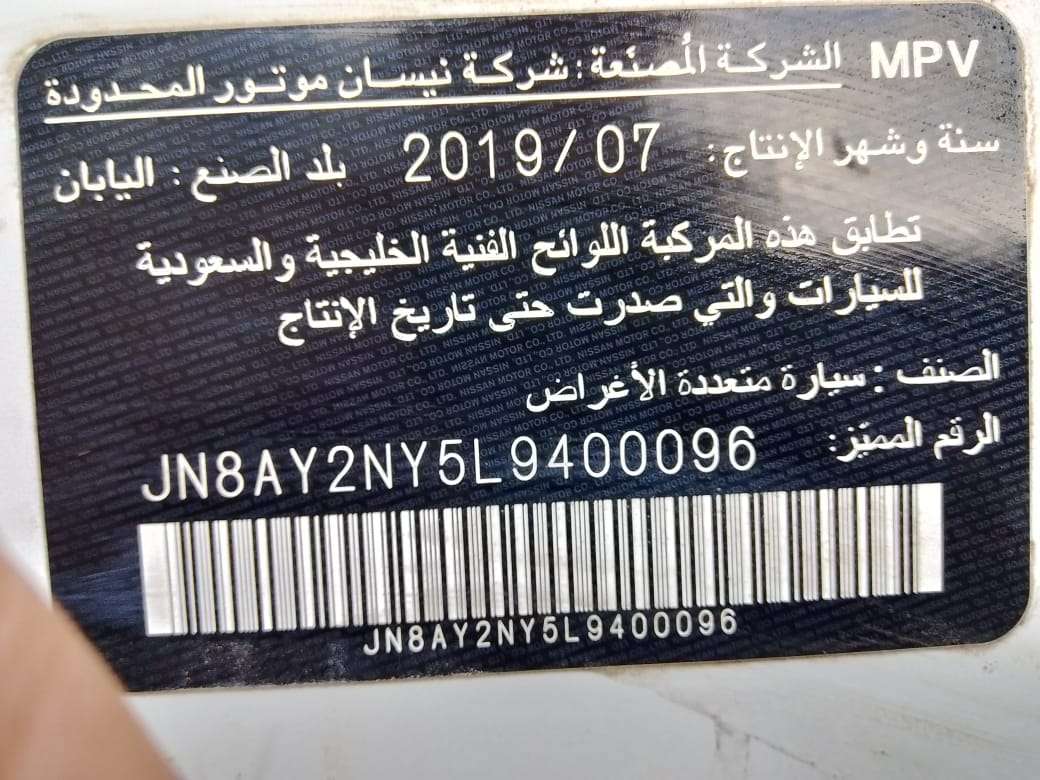 MPV الشركة المُصنّعة: شركة نيسان موتور المحدودة
سنة وشهر الإنتاج: 2019/07 بلد الصنع: اليابان
تطابق هذه المركبة اللوائح الفنية الخليجية والسعودية
للسيارات والتي صدرت حتى تاريخ الإنتاج
الصنف: سيارة متعددة الأغراض
الرقم المميّز: JN8AY2NY5L9400096
JN8AY2NY5L9400096